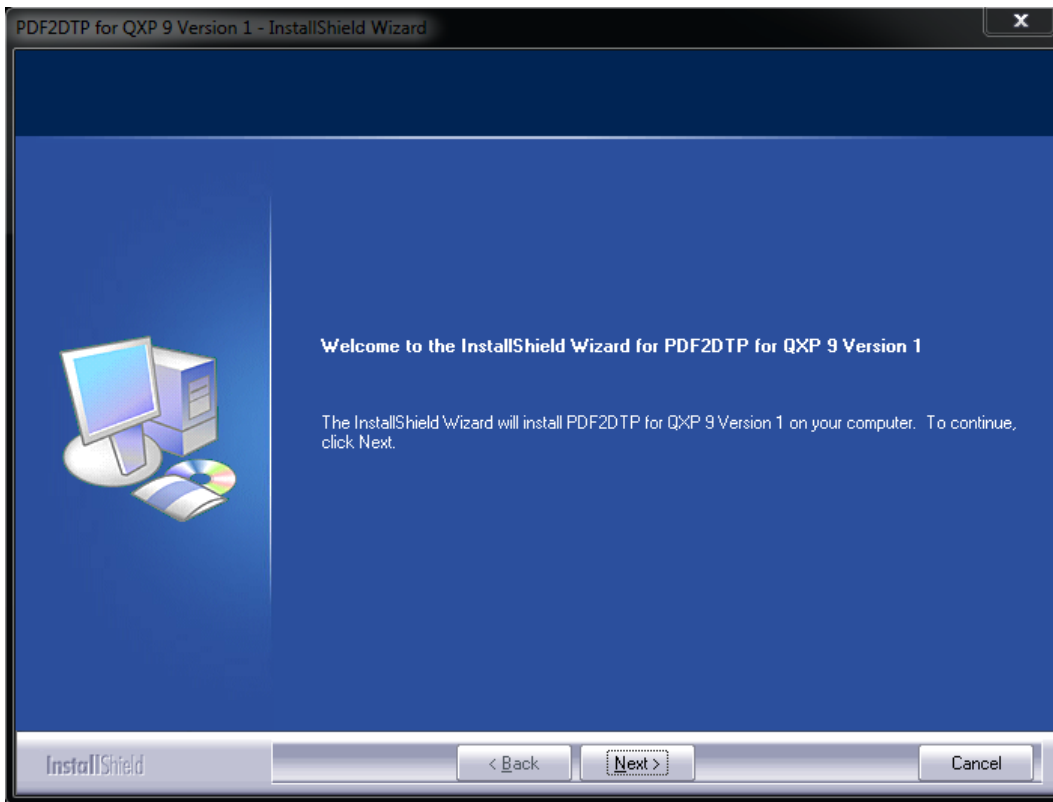 PDF2DTP for QXP 9 Version 1 - InstallShield Wizard
X
Welcome to the InstallShield Wizard for PDF2DTP for QXP 9 Version 1
The InstallShield Wizard will install PDF2DTP for QXP 9 Version 1 on your computer. To continue,
click Next.
InstallShield
< Back
Next >
Cancel